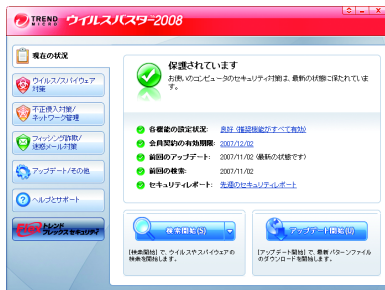 TREND MICRO ウイルスバスター2008
現在の状況
ウイルス/スパイウェア
対策
不正侵入対策/
ネットワーク管理
フィッシング詐欺/
迷惑メール対策
アップデート/その他
ヘルプとサポート
トレンド
フレックス セキュリティ
保護されています
お使いのコンピュータのセキュリティ対策は、最新の状態に保たれていま
す。
各機能の設定状況: 良好 (推奨機能がすべて有効)
会員契約の有効期限: 2007/12/02
前回のアップデート: 2007/11/02 (最新の状態です)
前回の検索: 2007/11/02
セキュリティレポート: 先週のセキュリティレポート
検索開始(S)
[検索開始] で、ウイルスやスパイウェアの
検索を開始します。
アップデート開始(U)
[アップデート開始] で、最新パターンファイル
のダウンロードを開始します。